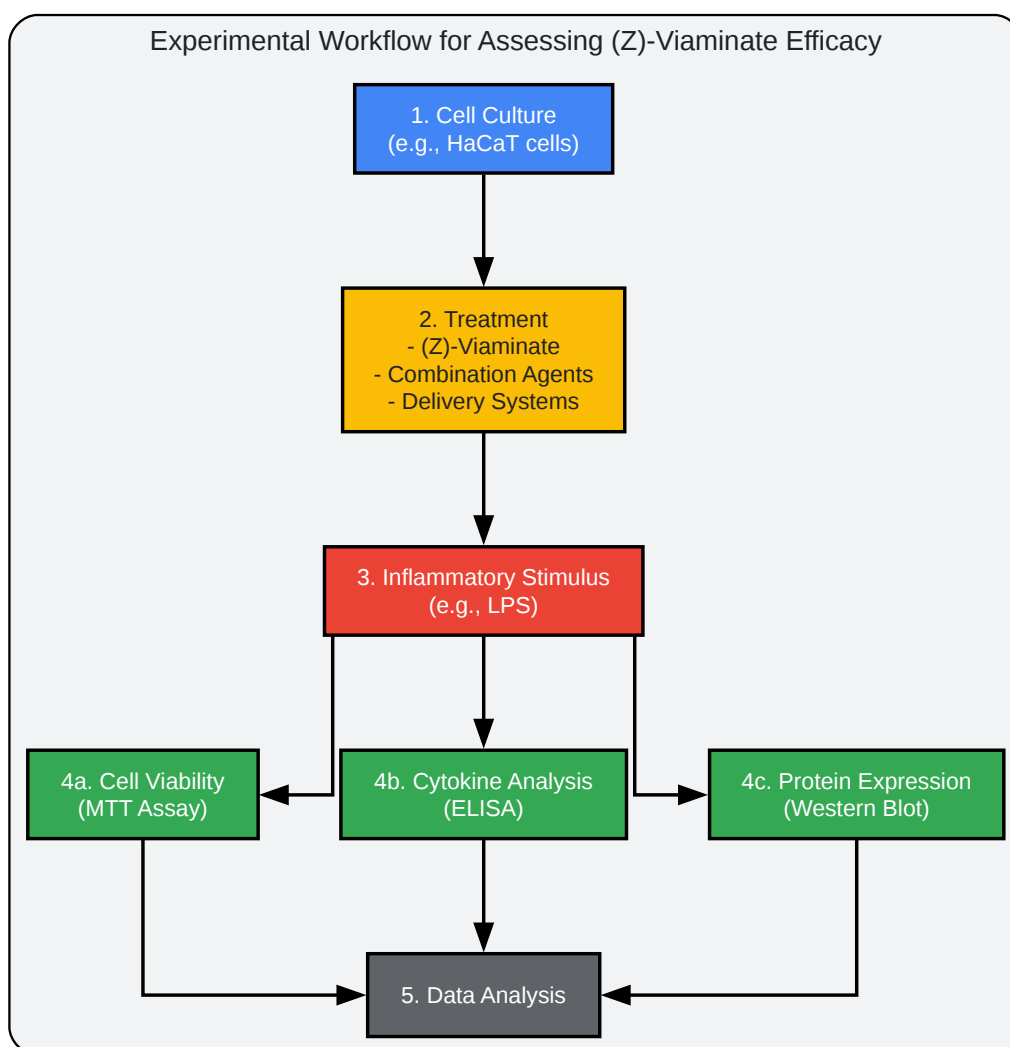 Experimental Workflow for Assessing (Z)-Viaminate Efficacy
1. Cell Culture
(e.g., HaCaT cells)
2. Treatment
- (Z)-Viaminate
- Combination Agents
- Delivery Systems
3. Inflammatory Stimulus
(e.g., LPS)
4a. Cell Viability
(MTT Assay)
4b. Cytokine Analysis
(ELISA)
4c. Protein Expression
(Western Blot)
5. Data Analysis